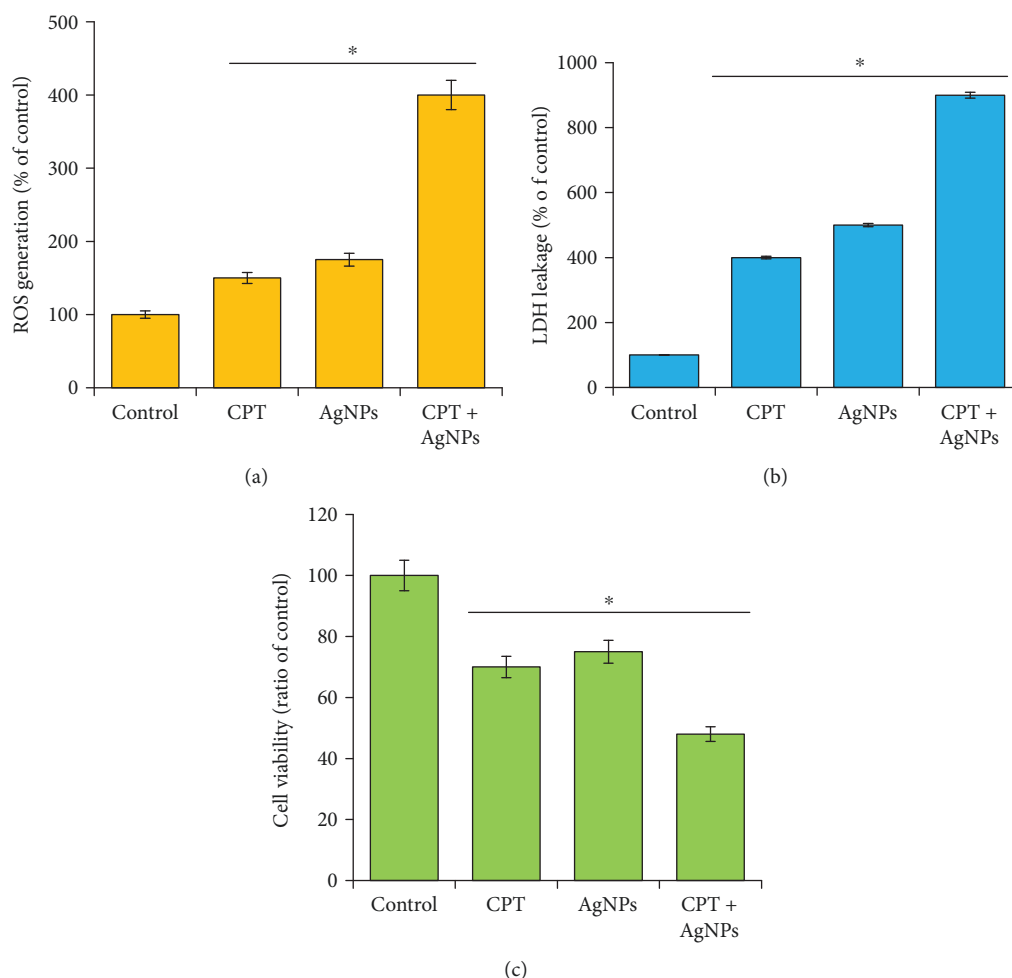 ROS generation (% of control)
500
400
300
200
100
0
*
Control
CPT
AgNPs
CPT +
AgNPs
(a)
LDH leakage (% o f control)
1000
800
600
400
200
0
*
Control
CPT
AgNPs
CPT +
AgNPs
(b)
Cell viability (ratio of control)
120
100
80
60
40
20
0
*
Control
CPT
AgNPs
CPT +
AgNPs
(c)